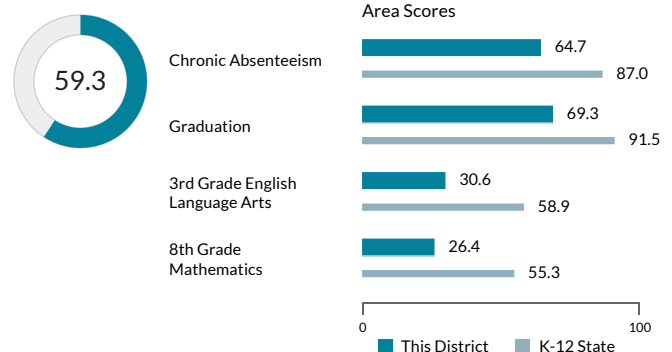 Area Scores
59.3
Chronic Absenteeism
64.7
87.0
Graduation
69.3
91.5
3rd Grade English
Language Arts
30.6
58.9
8th Grade
Mathematics
26.4
55.3
0
100
This District
K-12 State